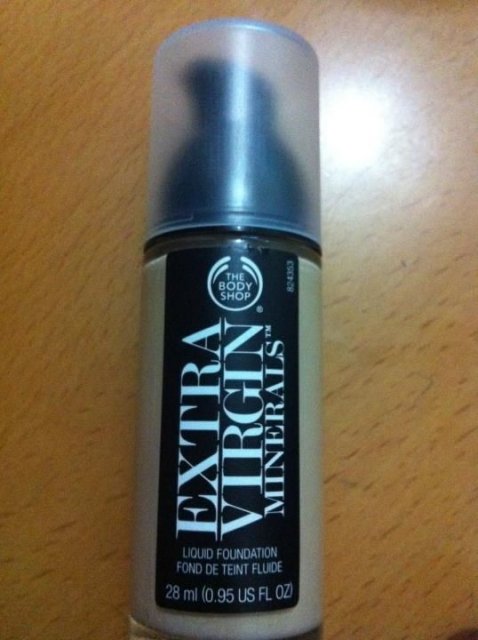 THE
BODY
SHOP
®
824353
EXTRA
VIRGIN
MINERALS™
LIQUID FOUNDATION
FOND DE TEINT FLUIDE
28 ml (0.95 US FL OZ)